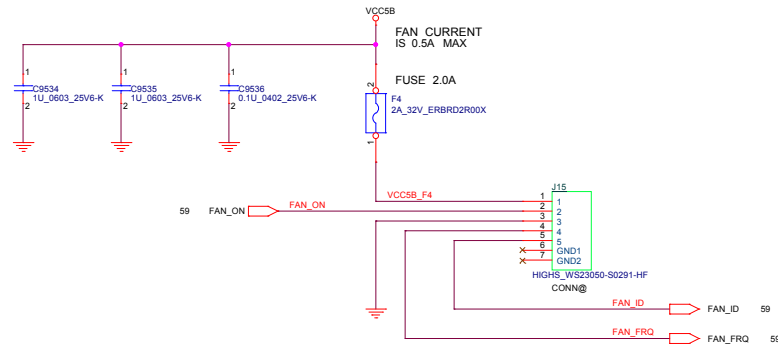 VCC5B
FAN CURRENT
IS 0.5A MAX
1
C9534
1U_0603_25V6-K
2
1
C9535
1U_0603_25V6-K
2
1
C9536
0.1U_0402_25V6-K
2
FUSE 2.0A
2
F4
2A_32V_ERBRD2R00X
1
J15
VCC5B_F4
1 1
59 FAN_ON FAN_ON 2 2
3 3
4 4
5 5
6 GND1
7 GND2
HIGHS_WS23050-S0291-HF
CONN@
FAN_ID FAN_ID 59
FAN_FRQ FAN_FRQ 59